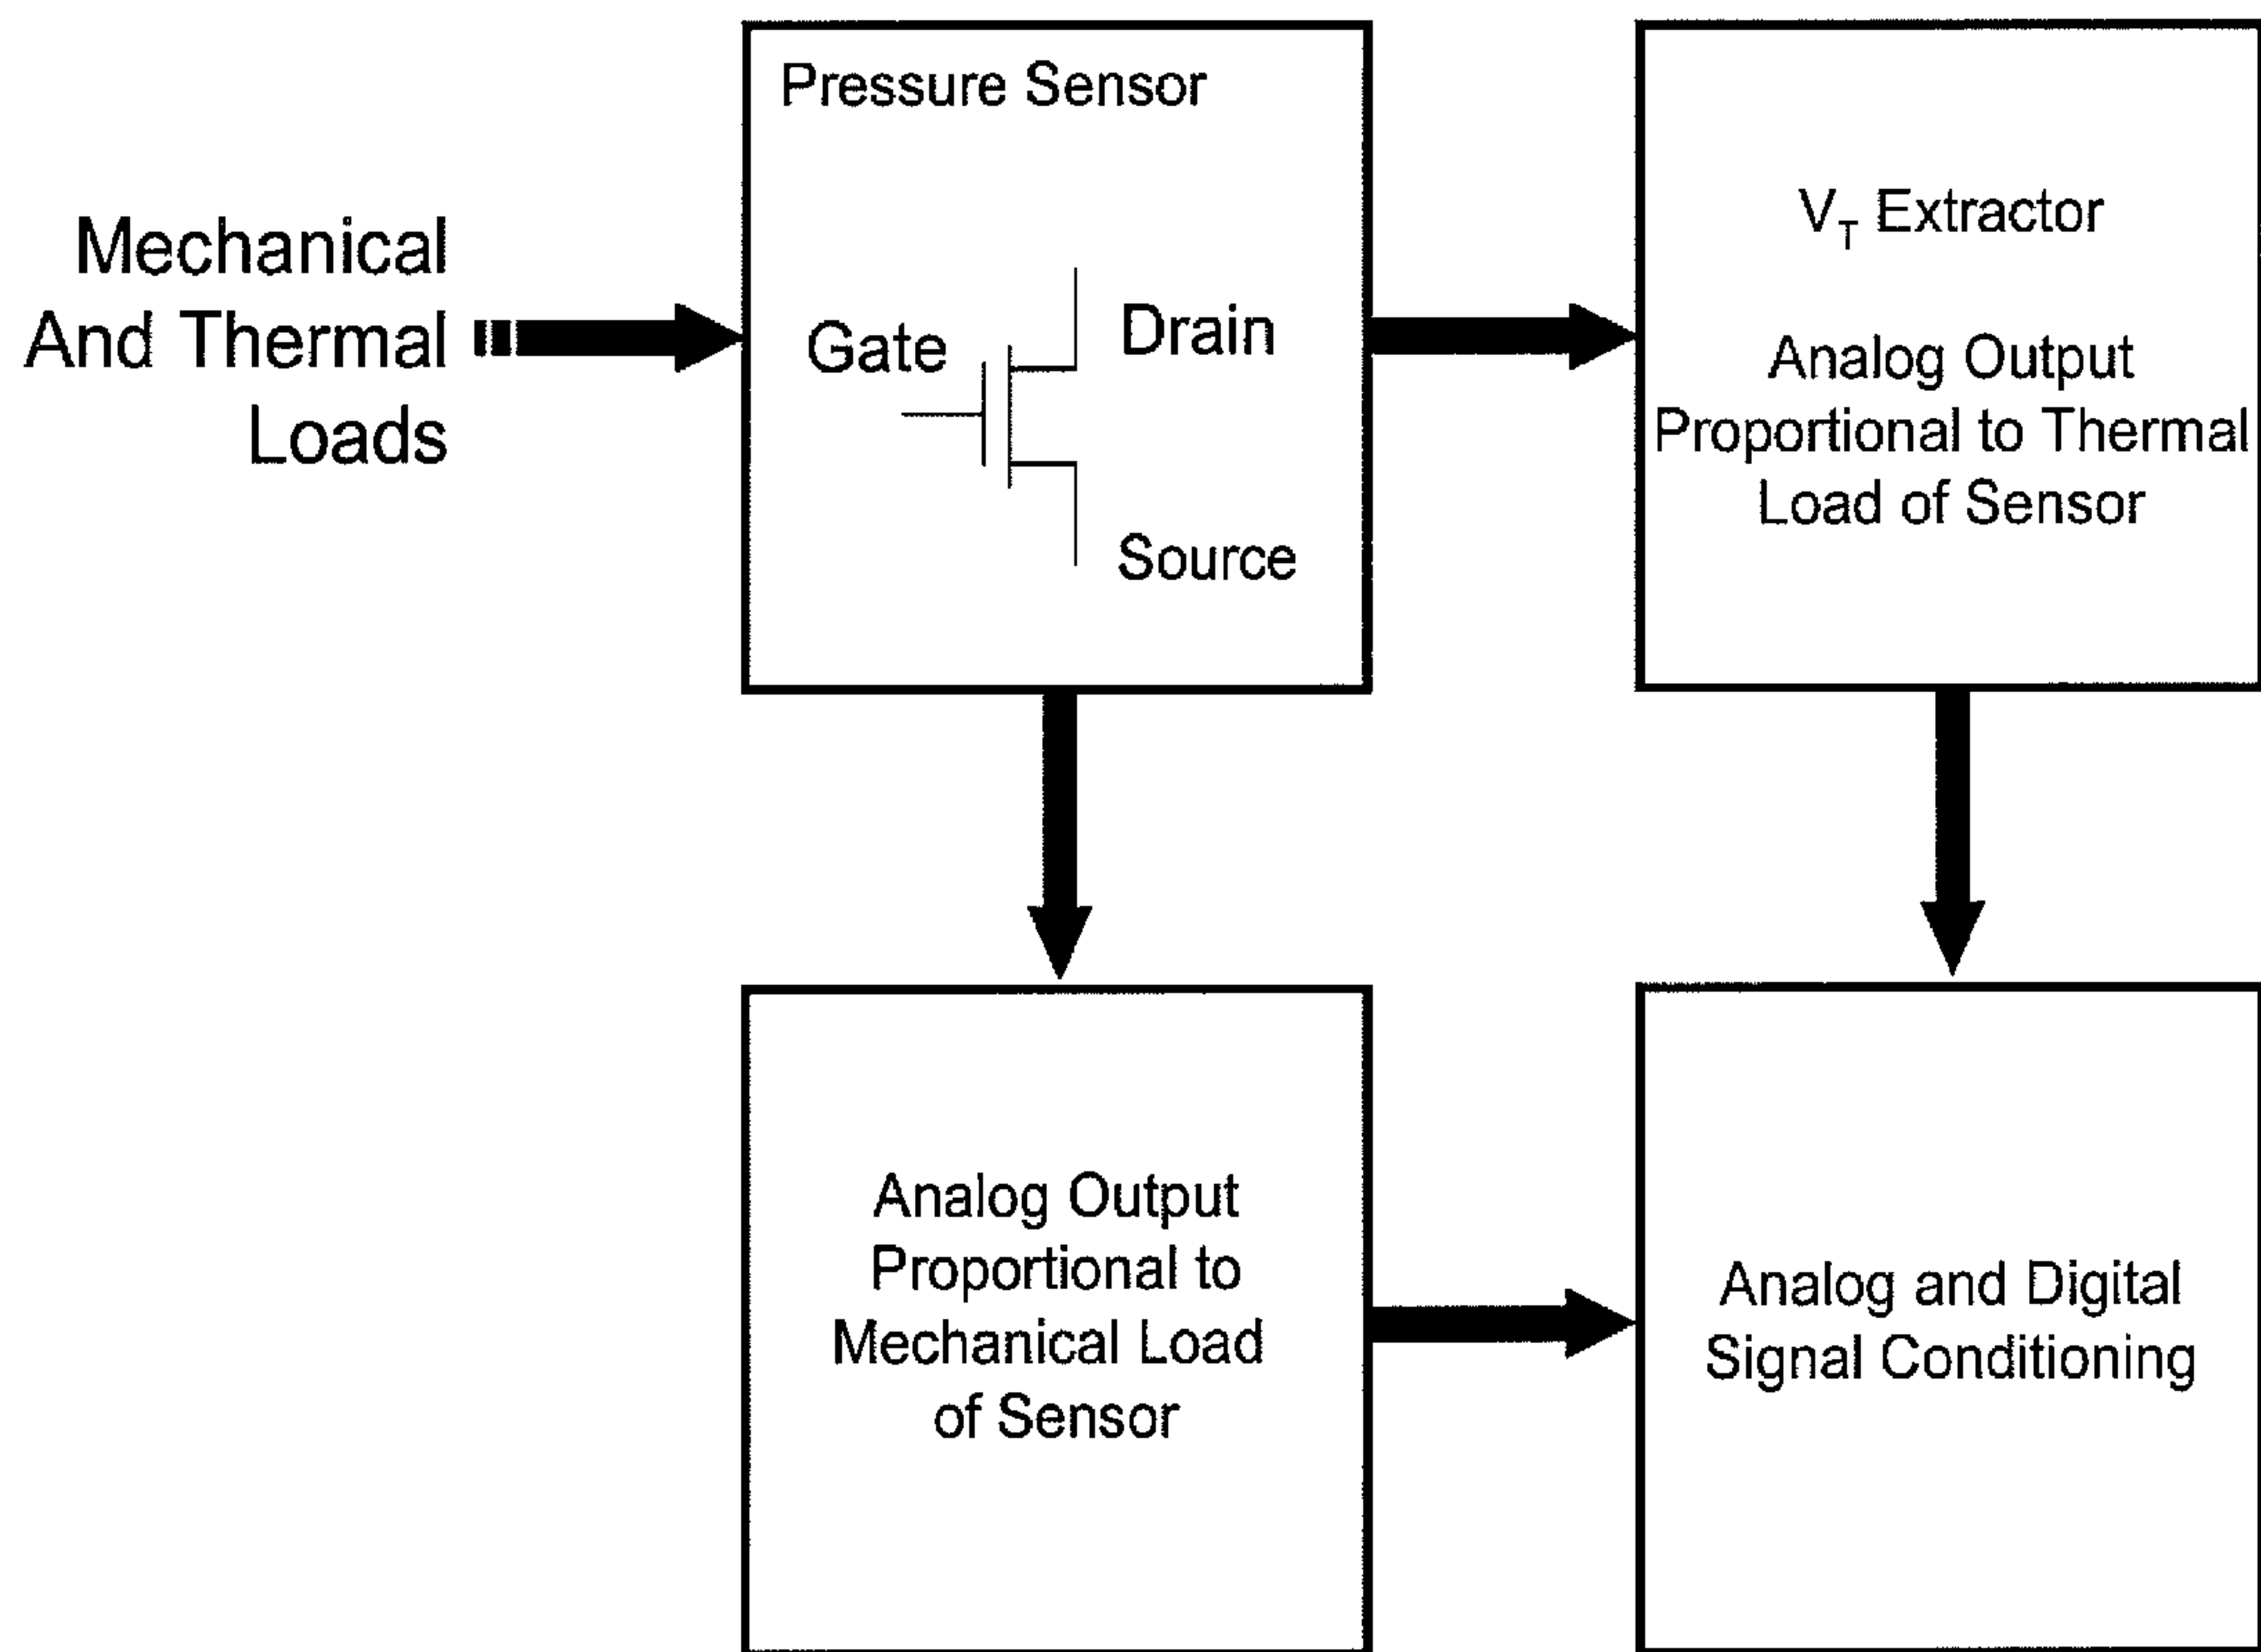 Mechanical
And Thermal
Loads
Pressure Sensor
Gate
Drain
Source
V_T Extractor
Analog Output
Proportional to Thermal
Load of Sensor
Analog Output
Proportional to
Mechanical Load
of Sensor
Analog and Digital
Signal Conditioning